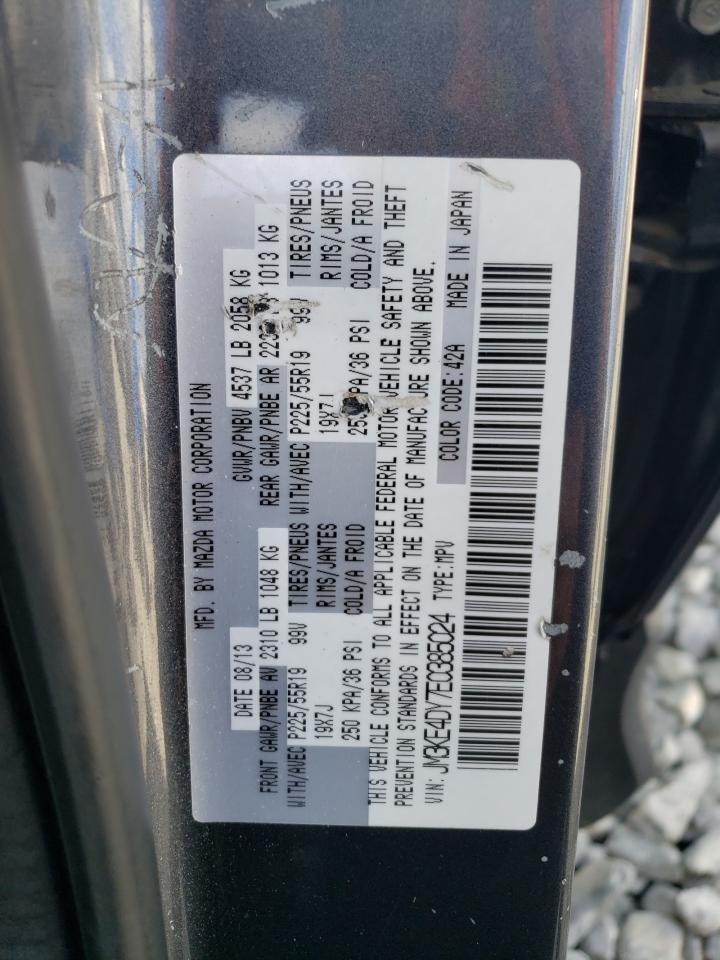 MFD. BY MAZDA MOTOR CORPORATION
DATE 08/13 GVWR/PNBV 4537 LB 2058 KG
FRONT GAWR/PNBE AV 2310 LB 1048 KG REAR GAWR/PNBE AR 1013 KG
WITH/AVEC P225/55R19 99V TIRES/PNEUS WITH/AVEC P225/55R19 99V TIRES/PNEUS
19X7J RIMS/JANTES 19X7J RIMS/JANTES
250 KPA/36 PSI COLD/A FROID KPA/36 PSI COLD/A FROID
THIS VEHICLE CONFORMS TO ALL APPLICABLE FEDERAL MOTOR VEHICLE SAFETY AND THEFT
PREVENTION STANDARDS IN EFFECT ON THE DATE OF MANUFACTURE SHOWN ABOVE.
VIN: JM3KE4DY7E0385024 TYPE: MPV COLOR CODE: 42A MADE IN JAPAN